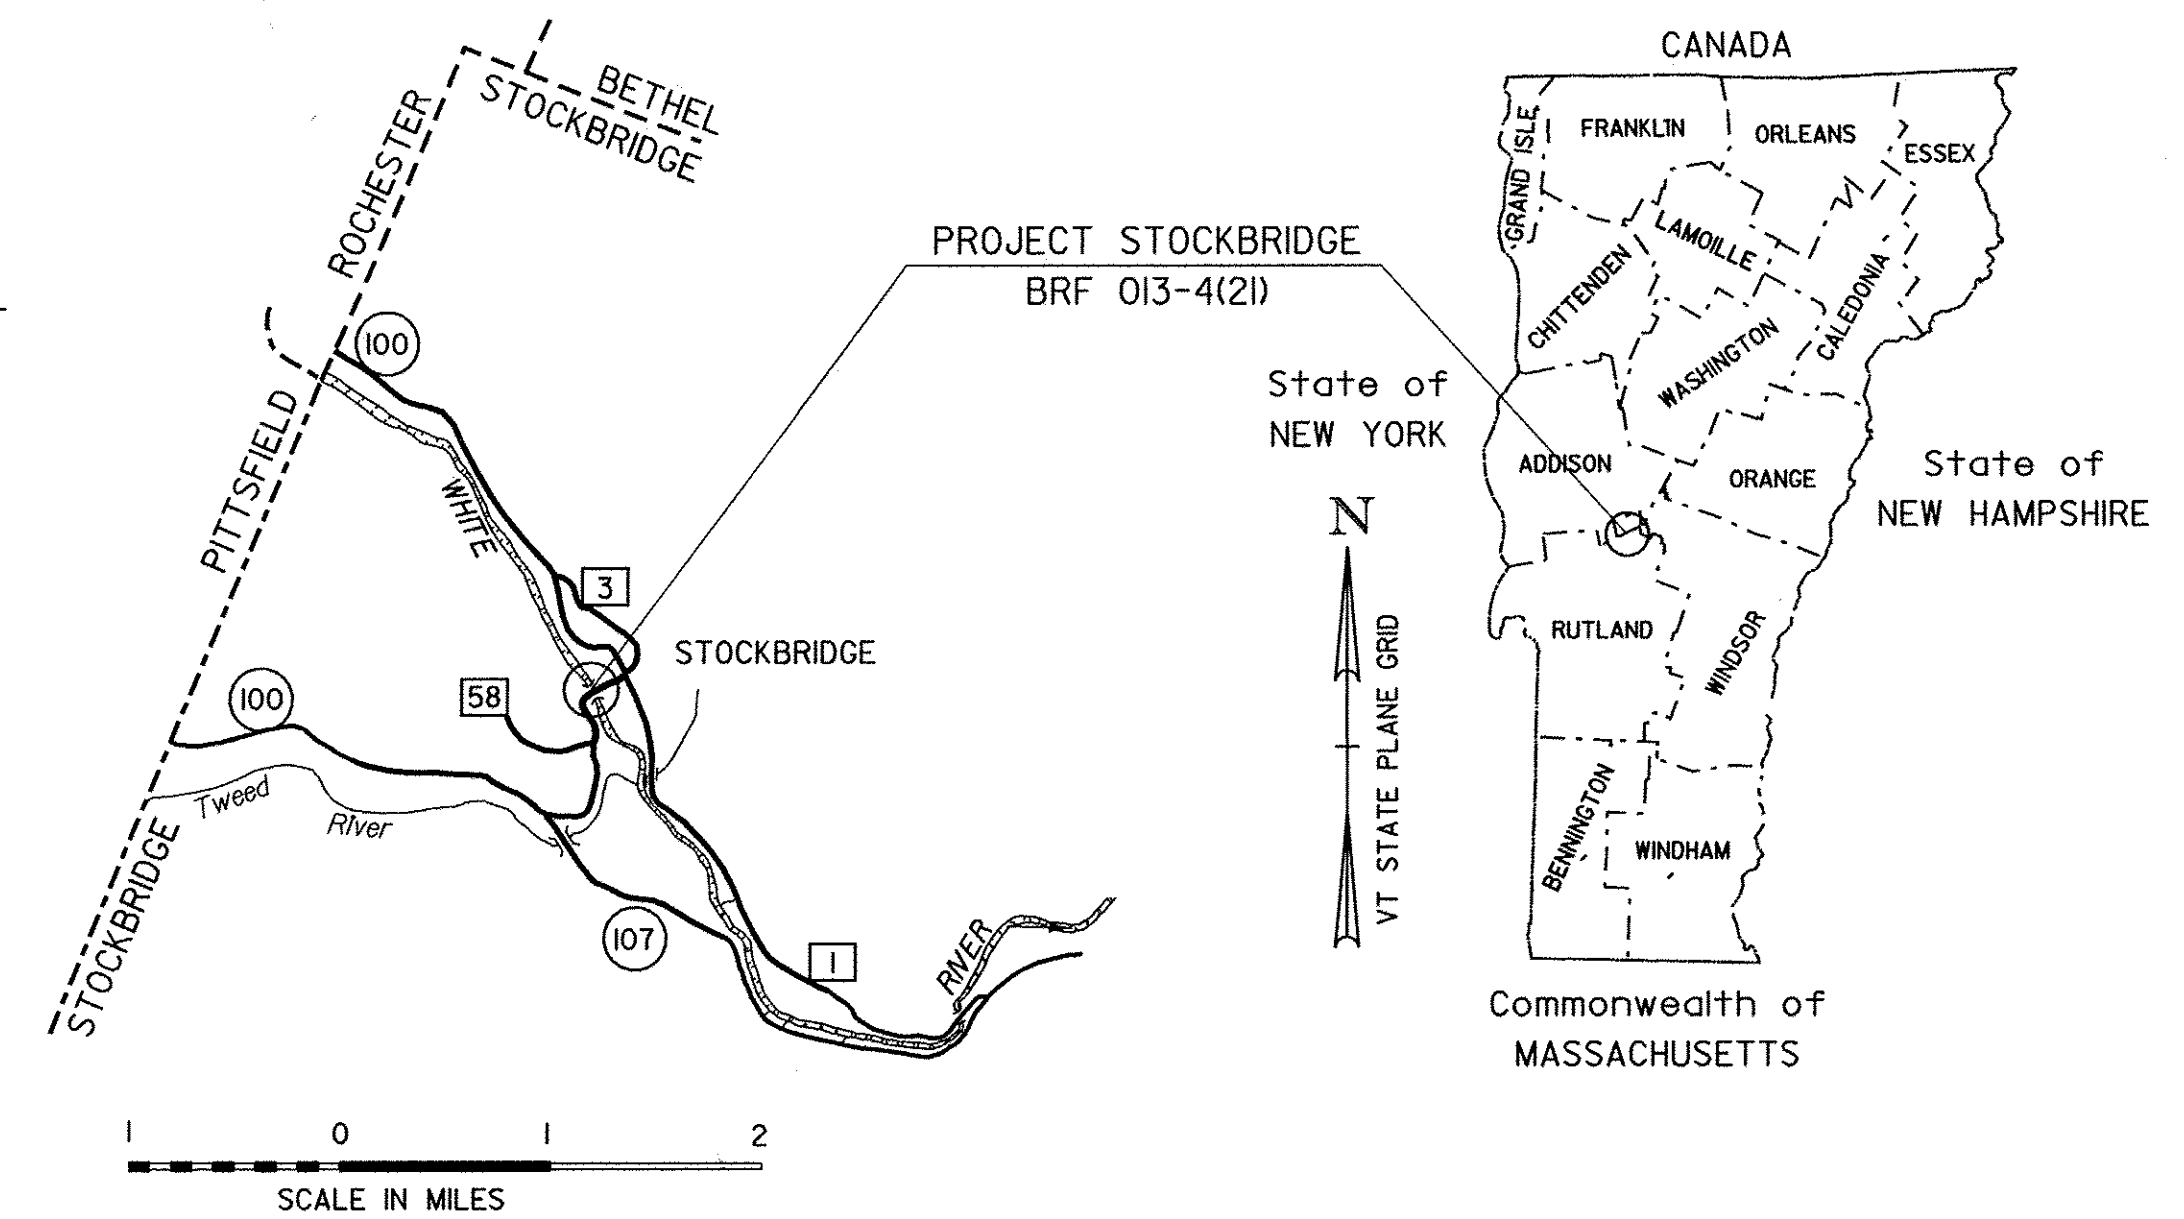 CANADA
BETHEL
STOCKBRIDGE
ROCHESTER
PITTSFIELD
STOCKBRIDGE
PROJECT STOCKBRIDGE
BRF 013-4(21)
100
WHITE
3
STOCKBRIDGE
58
100
Tweed
River
107
1
RIVER
1 0 1 2
SCALE IN MILES
N
VT STATE PLANE GRID
State of
NEW YORK
GRAND ISLE
FRANKLIN
ORLEANS
ESSEX
LAMOILLE
CHITTENDEN
CALEDONIA
WASHINGTON
ADDISON
ORANGE
State of
NEW HAMPSHIRE
RUTLAND
WINDSOR
BENNINGTON
WINDHAM
Commonwealth of
MASSACHUSETTS